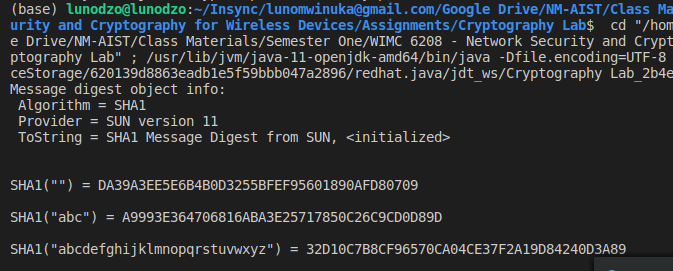 (base) lunodzo@lunodzo:~/Insync/lunomwinuka@gmail.com/Google Drive/NM-AIST/Class Ma
urity and Cryptography for Wireless Devices/Assignments/Cryptography Lab$  cd "/hom
e Drive/NM-AIST/Class Materials/Semester One/WIMC 6208 - Network Security and Crypt
ptography Lab" ; /usr/lib/jvm/java-11-openjdk-amd64/bin/java -Dfile.encoding=UTF-8
ceStorage/620139d8863eadb1e5f59bbb047a2896/redhat.java/jdt_ws/Cryptography Lab_2b4e
Message digest object info:
 Algorithm = SHA1
 Provider = SUN version 11
 ToString = SHA1 Message Digest from SUN, <initialized>
SHA1("") = DA39A3EE5E6B4B0D3255BFEF95601890AFD80709
SHA1("abc") = A9993E364706816ABA3E25717850C26C9CD0D89D
SHA1("abcdefghijklmnopqrstuvwxyz") = 32D10C7B8CF96570CA04CE37F2A19D84240D3A89